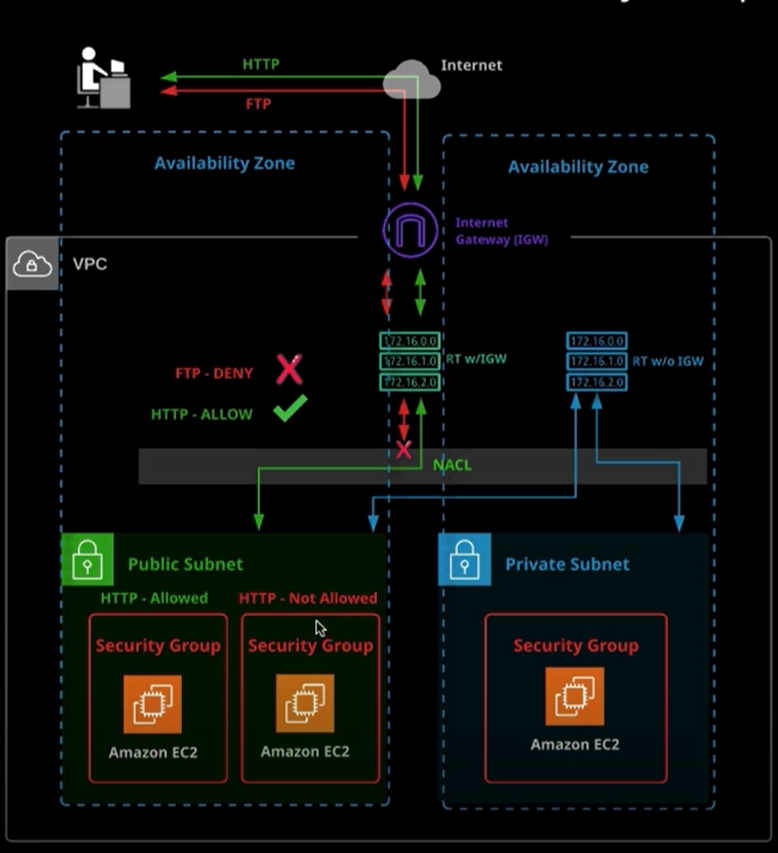 HTTP
Internet
FTP
Availability Zone
Availability Zone
Internet
Gateway (IGW)
VPC
172.16.0.0
172.16.1.0
172.16.2.0
RT w/IGW
172.16.0.0
172.16.1.0
172.16.2.0
RT w/o IGW
FTP - DENY
HTTP - ALLOW
NACL
Public Subnet
Private Subnet
HTTP - Allowed
HTTP - Not Allowed
Security Group
Security Group
Security Group
Amazon EC2
Amazon EC2
Amazon EC2